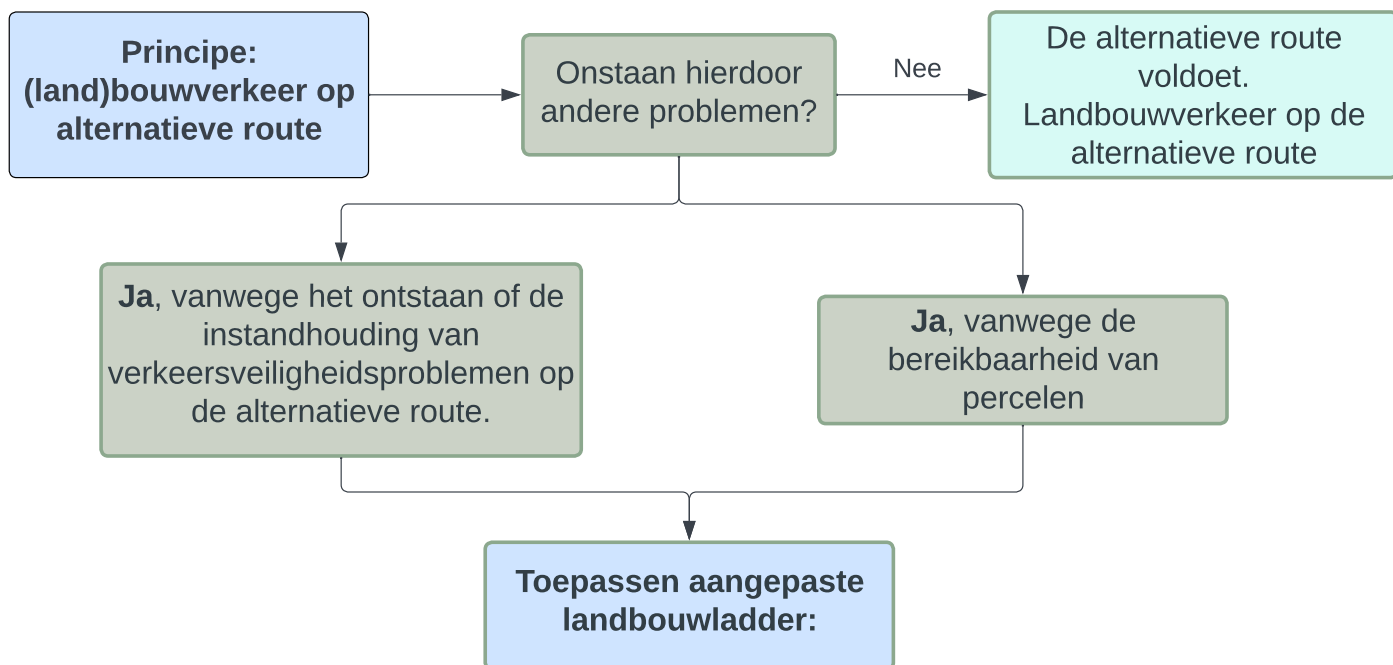 Principe:
(land)bouwverkeer op
alternatieve route
Onstaan hierdoor
andere problemen?
Nee
De alternatieve route
voldoet.
Landbouwverkeer op de
alternatieve route
Ja, vanwege het ontstaan of de
instandhouding van
verkeersveiligheidsproblemen op
de alternatieve route.
Ja, vanwege de
bereikbaarheid van
percelen
Toepassen aangepaste
landbouwladder: